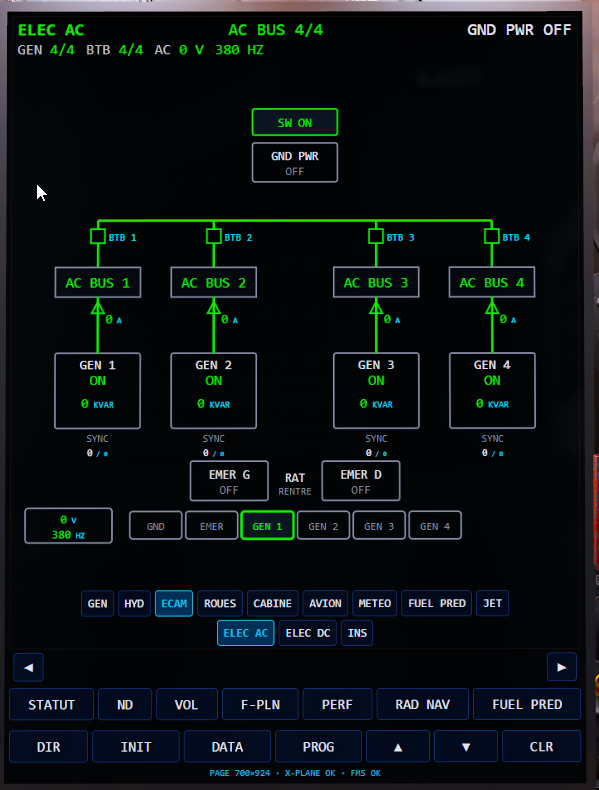 ELEC AC AC BUS 4/4 GND PWR OFF
GEN 4/4 BTB 4/4 AC 0 V 380 HZ
SW ON
GND PWR
OFF
BTB 1 BTB 2 BTB 3 BTB 4
AC BUS 1 AC BUS 2 AC BUS 3 AC BUS 4
0 A 0 A 0 A 0 A
GEN 1 GEN 2 GEN 3 GEN 4
ON ON ON ON
0 KVAR 0 KVAR 0 KVAR 0 KVAR
SYNC SYNC SYNC SYNC
0 / 0 0 / 0 0 / 0 0 / 0
EMER G RAT EMER D
OFF RENTRE OFF
0 V
380 HZ
GND EMER GEN 1 GEN 2 GEN 3 GEN 4
GEN HYD ECAM ROUES CABINE AVION METEO FUEL PRED JET
ELEC AC ELEC DC INS
◀ ▶
STATUT ND VOL F-PLN PERF RAD NAV FUEL PRED
DIR INIT DATA PROG ▲ ▼ CLR
PAGE 700×924 · X-PLANE OK · FMS OK